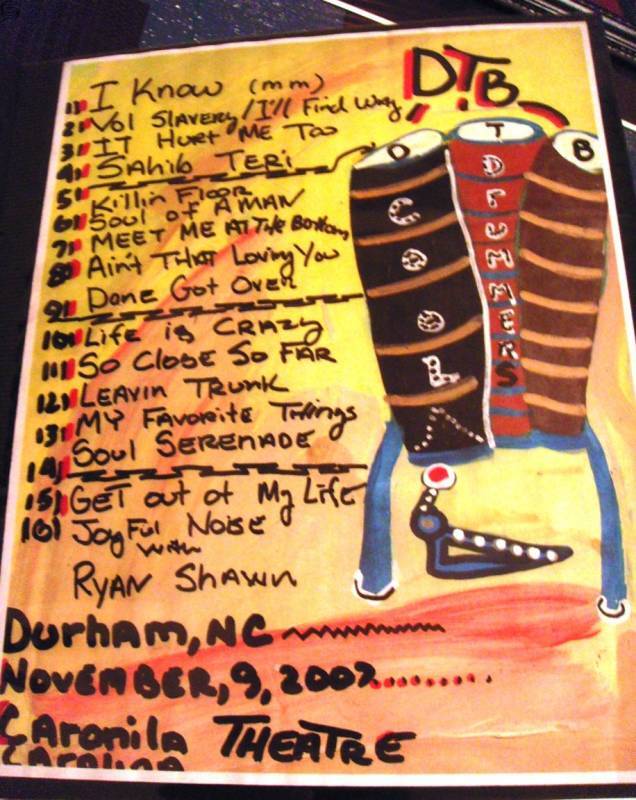 DTB
1) I Know (mm)
2) Vol Slavery/I'll Find Way
3) IT Hurt ME Too
4) Sahib TERi
5) Killin Floor
6) Soul of A MAN
7) MEET ME AT The Bottom
8) Ain't THAT Loving You
9) Done Got Over
10) Life is CRAZY
11) SO Close So FAR
12) LEAVIN TRUNK
13) MY FAVORiTE THings
14) Soul SERENADE
15) GET out of My LifE
16) JoyFul NoisE
with
RYAN SHAWN
D T B
COOL
DRUMMERS
Durham, NC
NOVEMBER, 9, 2007
CAronila THEATRE
CAROlINA